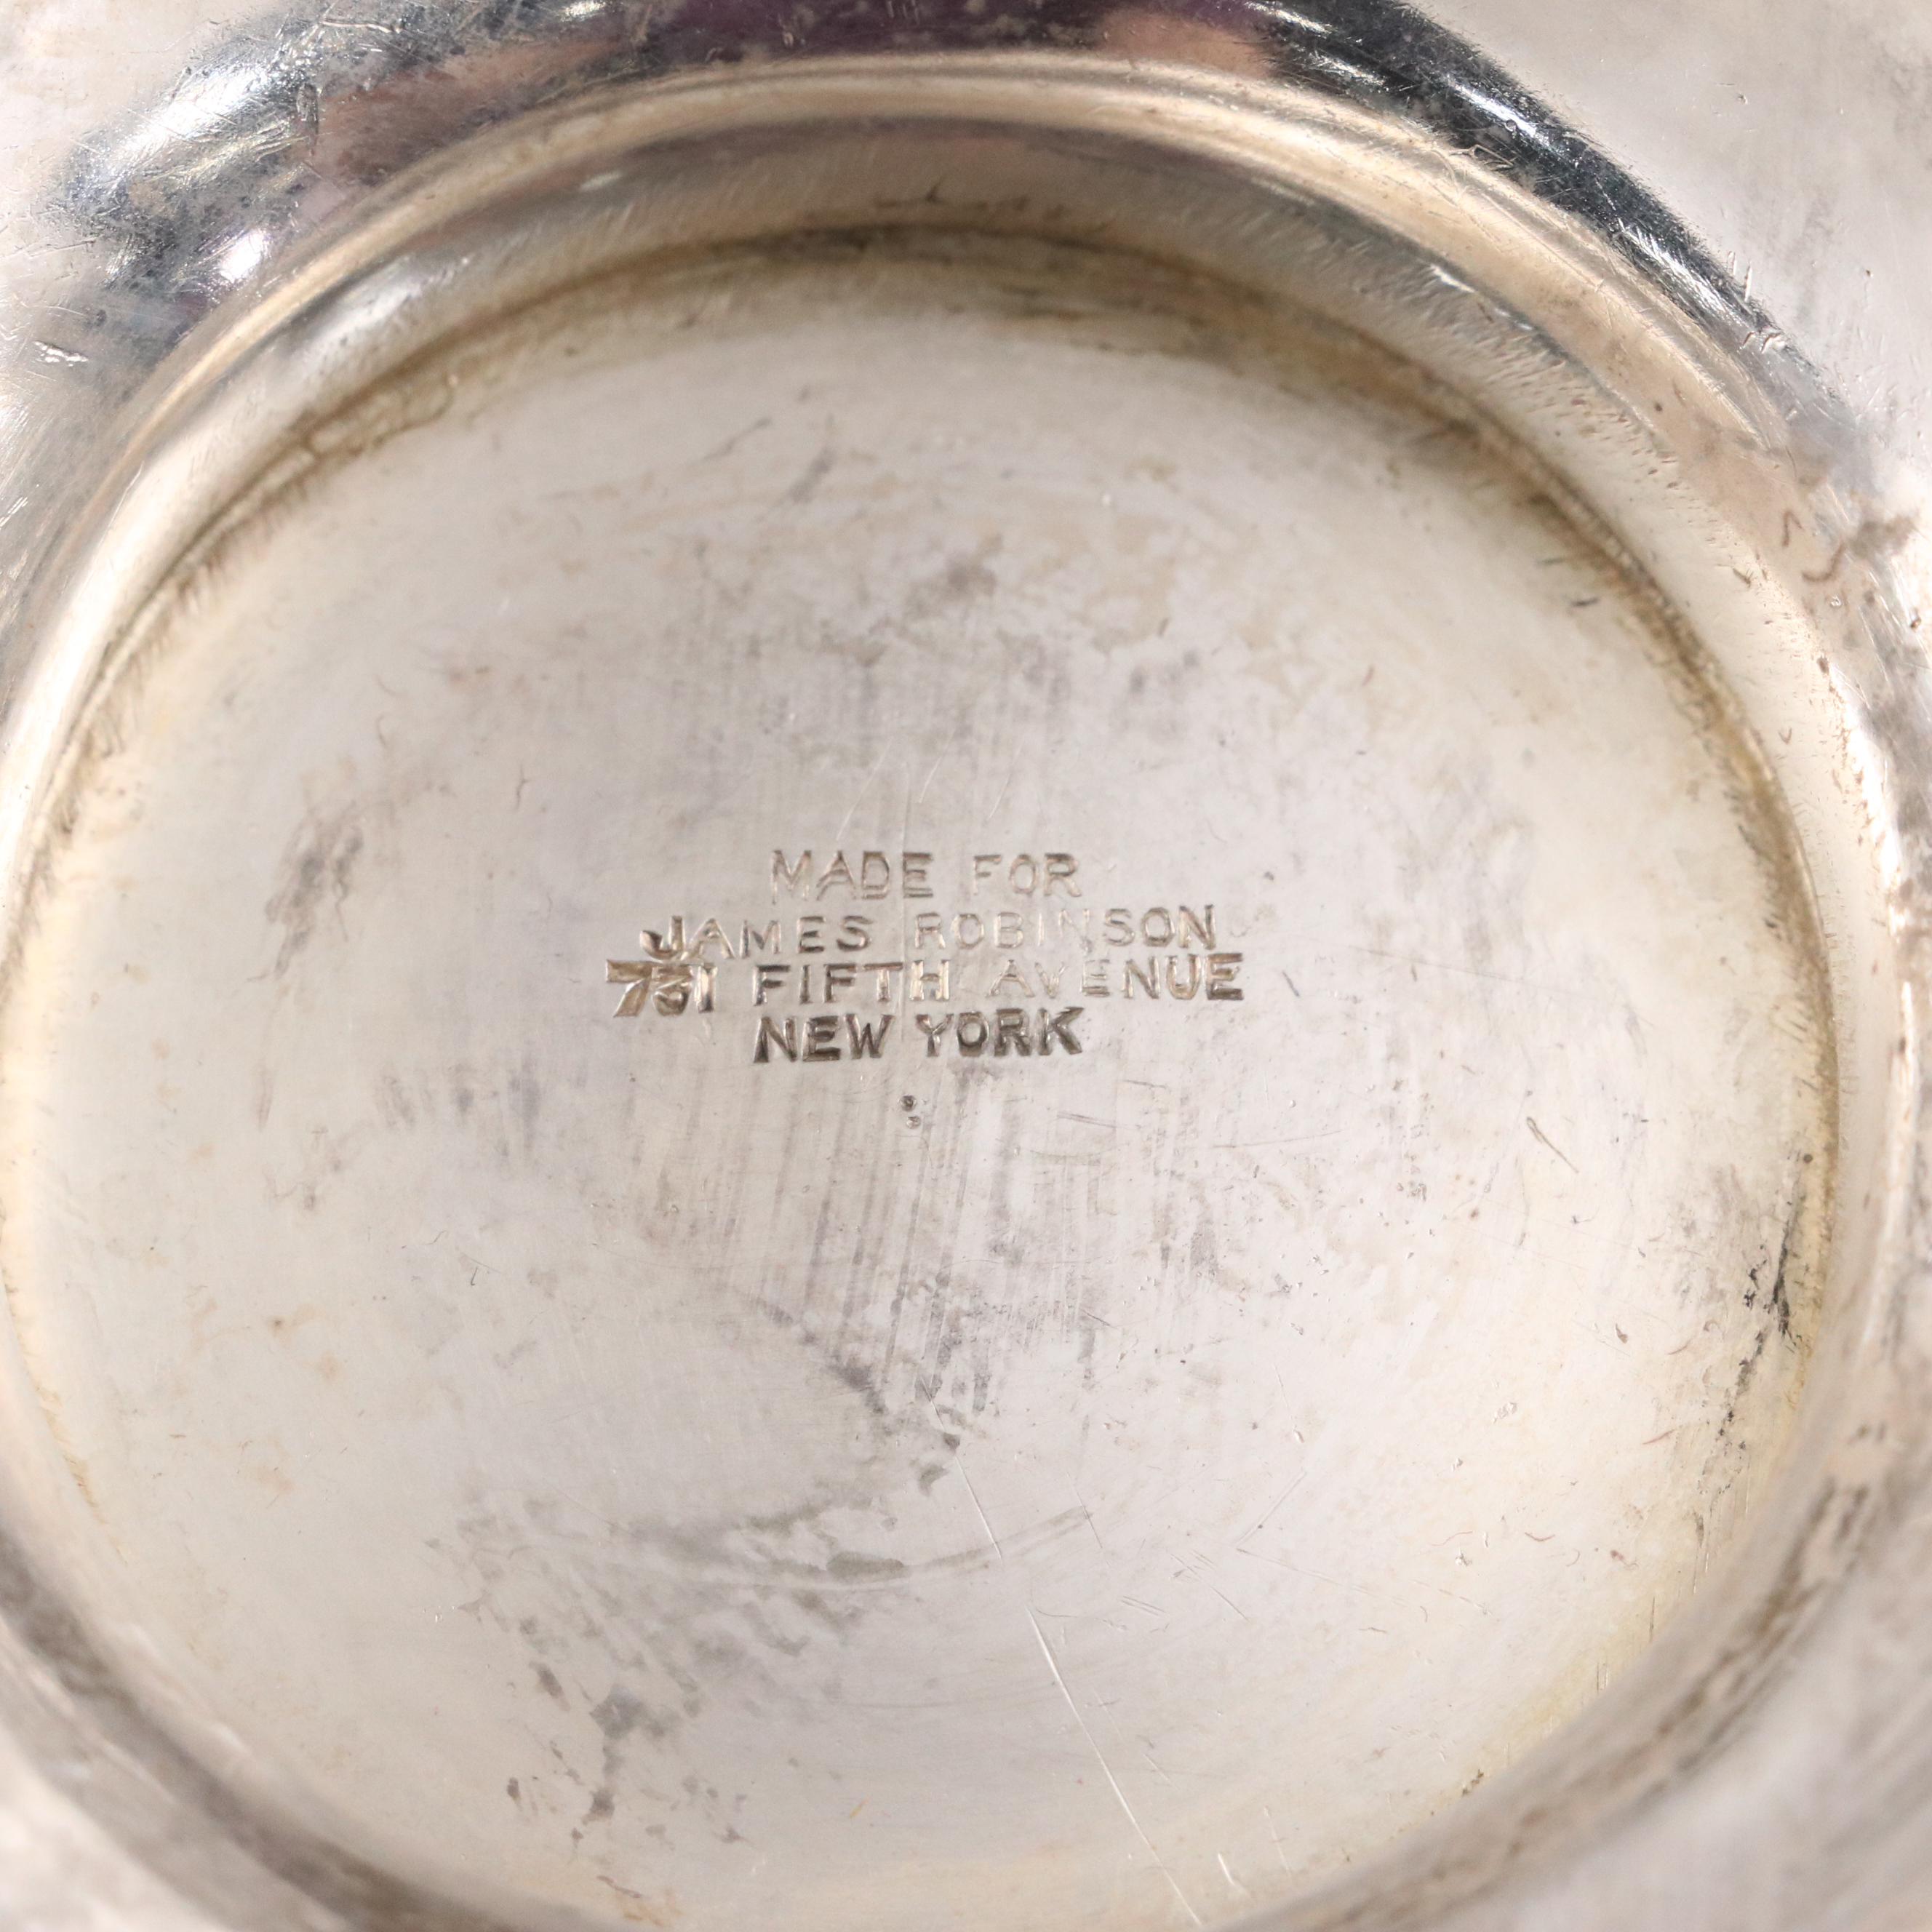 MADE FOR
JAMES ROBINSON
731 FIFTH AVENUE
NEW YORK